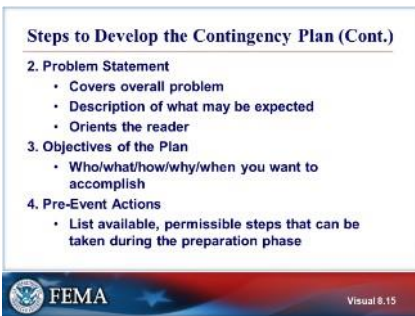 Steps to Develop the Contingency Plan (Cont.)
2. Problem Statement
• Covers overall problem
• Description of what may be expected
• Orients the reader
3. Objectives of the Plan
• Who/what/how/why/when you want to
accomplish
4. Pre-Event Actions
• List available, permissible steps that can be
taken during the preparation phase
FEMA
Visual 8.15